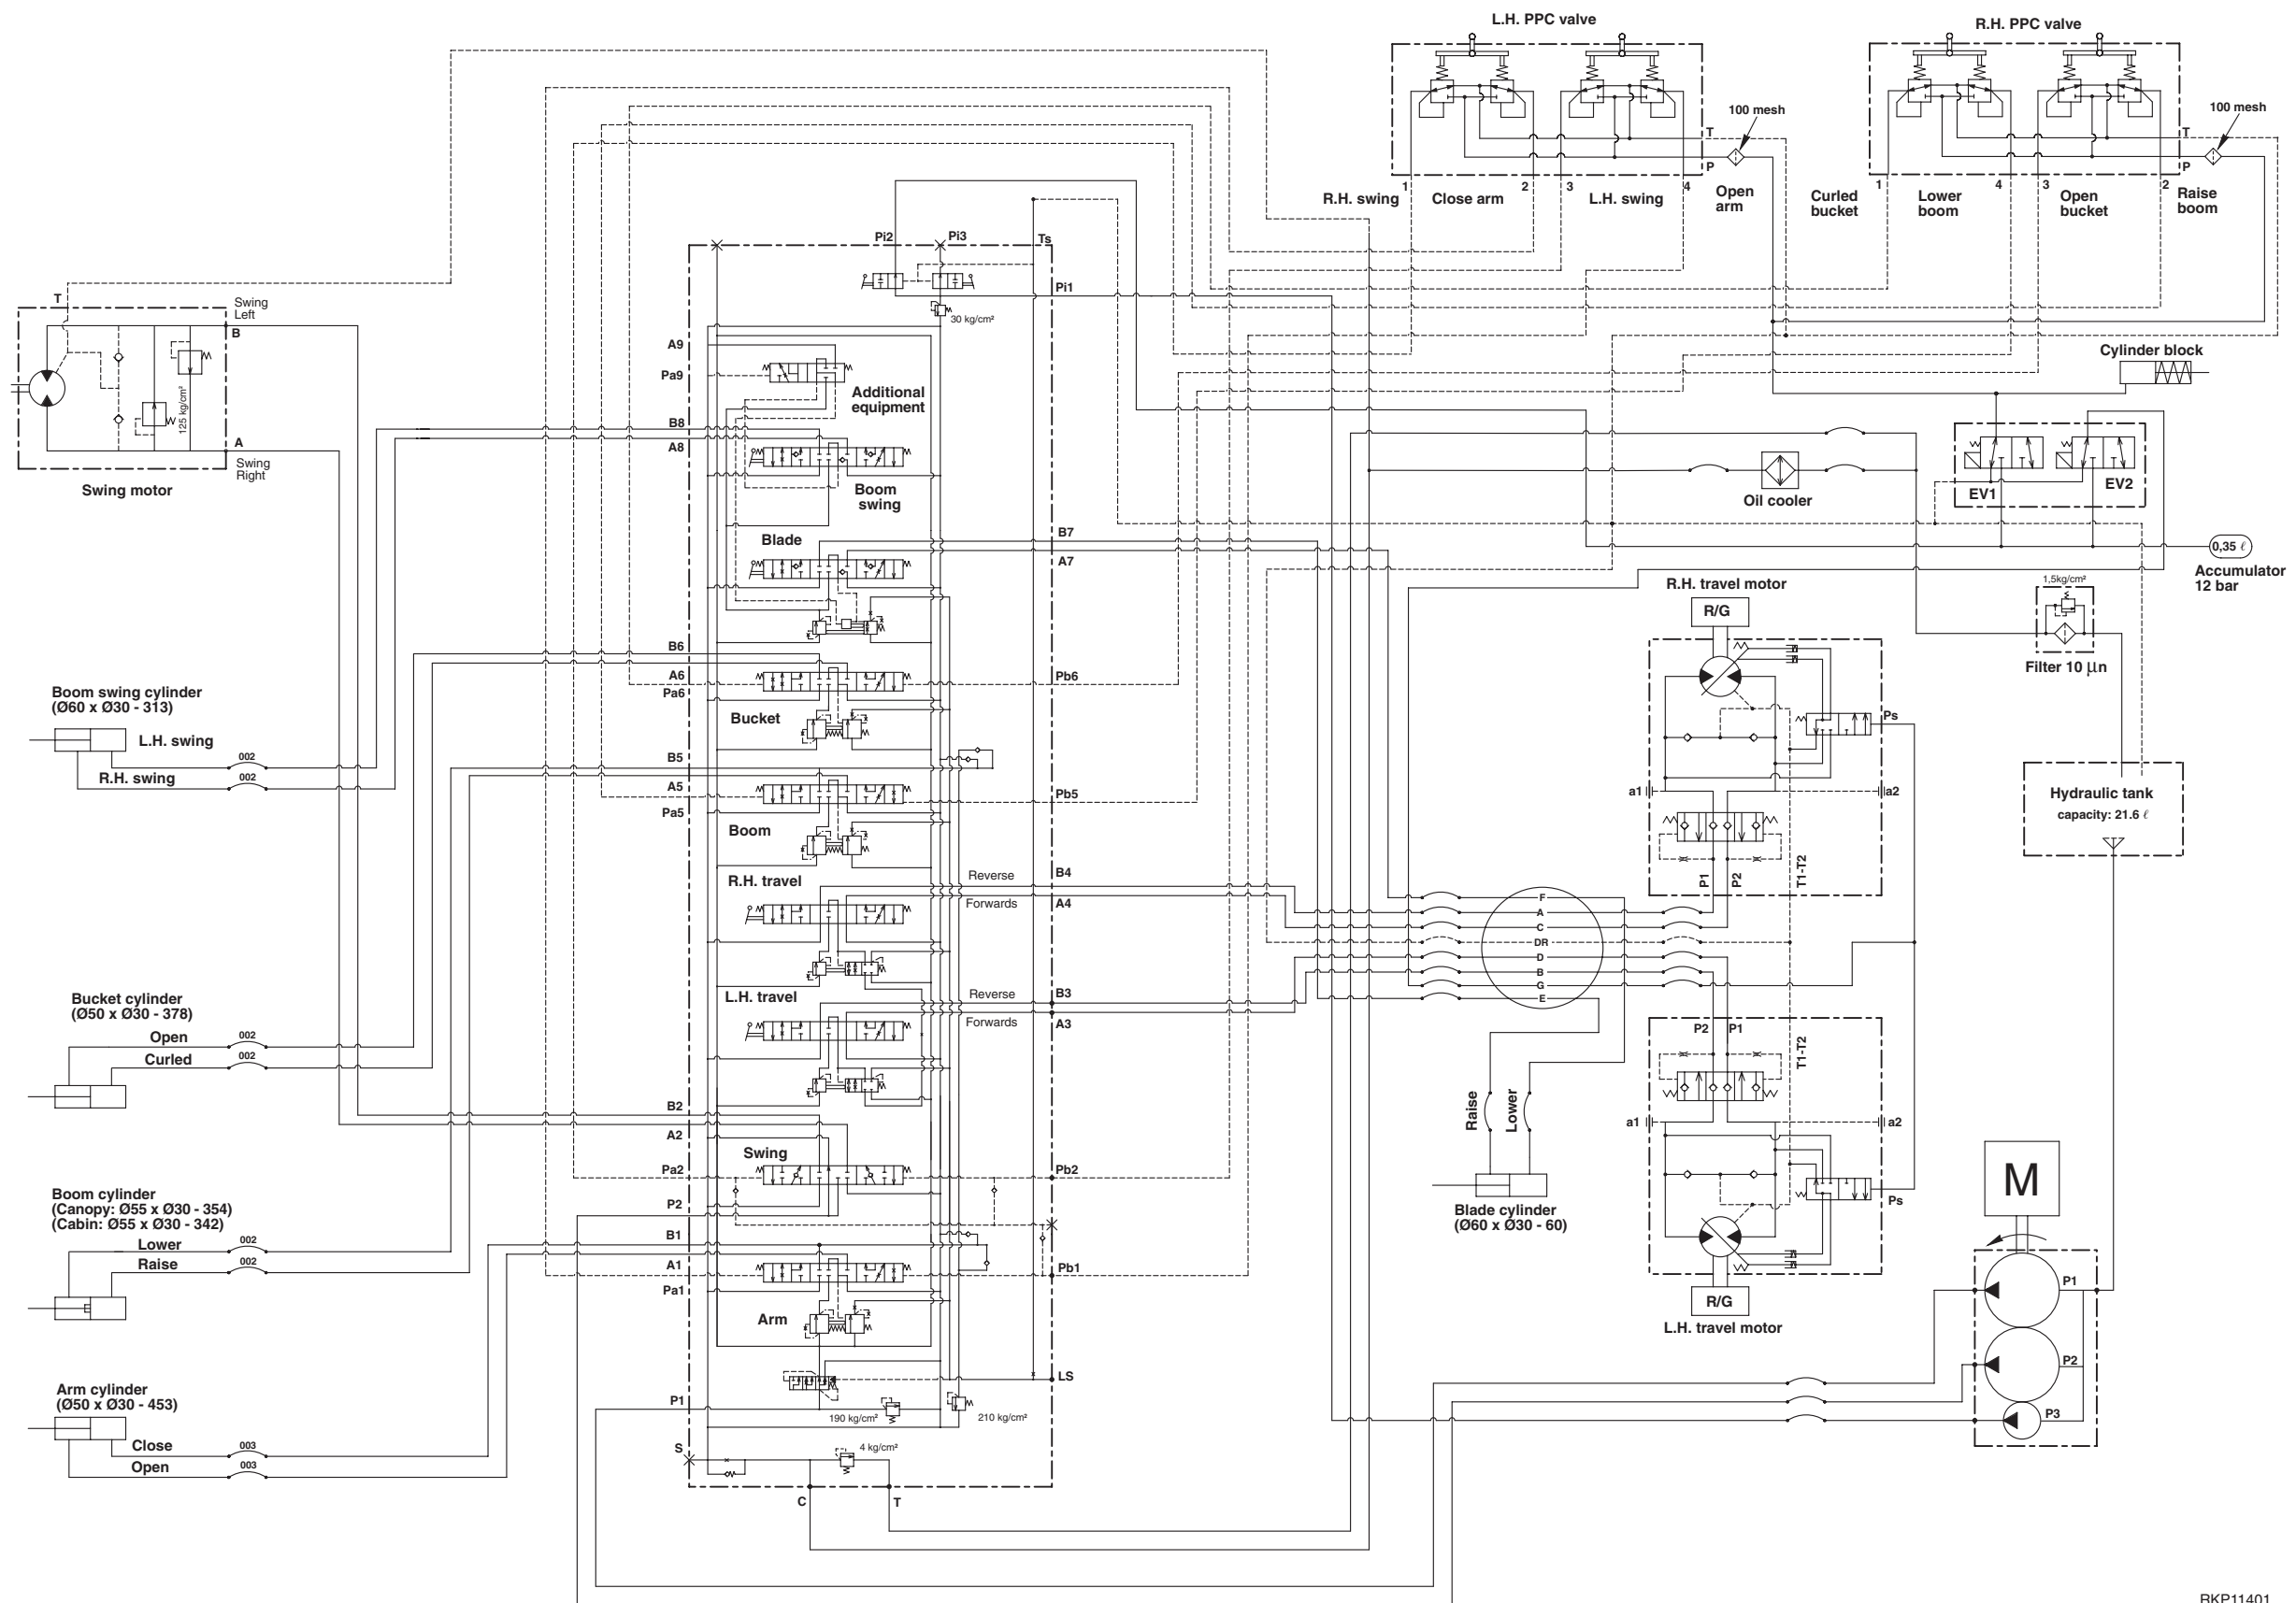 L.H. PPC valve
R.H. PPC valve
100 mesh
100 mesh
T
P
T
P
R.H. swing
1
Close arm
2
3
L.H. swing
4
Open
arm
Curled
bucket
1
Lower
boom
4
3
Open
bucket
2
Raise
boom
Pi2
Pi3
Ts
Pi1
30 kg/cm²
T
Swing
Left
B
125 kg/cm²
A
Swing
Right
Swing motor
A9
Pa9
Additional
equipment
B8
A8
Boom
swing
Blade
B7
A7
Cylinder block
Oil cooler
EV1
EV2
0,35 ℓ
Accumulator
12 bar
1,5kg/cm²
Filter 10 µn
R.H. travel motor
R/G
Ps
a1
a2
P1
P2
T1-T2
Hydraulic tank
capacity: 21.6 ℓ
B6
A6
Pa6
Pb6
Bucket
Boom swing cylinder
(Ø60 x Ø30 - 313)
L.H. swing
002
R.H. swing
002
B5
A5
Pa5
Pb5
Boom
R.H. travel
Reverse
B4
Forwards
A4
F
A
C
DR
D
B
G
E
L.H. travel
Reverse
B3
Forwards
A3
Bucket cylinder
(Ø50 x Ø30 - 378)
Open
002
Curled
002
P2
P1
T1-T2
a1
a2
Ps
R/G
L.H. travel motor
Raise
Lower
Blade cylinder
(Ø60 x Ø30 - 60)
B2
A2
Swing
Pa2
Pb2
P2
Boom cylinder
(Canopy: Ø55 x Ø30 - 354)
(Cabin: Ø55 x Ø30 - 342)
Lower
002
Raise
002
B1
A1
Pa1
Pb1
Arm
M
P1
P2
P3
LS
P1
190 kg/cm²
210 kg/cm²
Arm cylinder
(Ø50 x Ø30 - 453)
Close
003
Open
003
S
4 kg/cm²
C
T
RKP11401